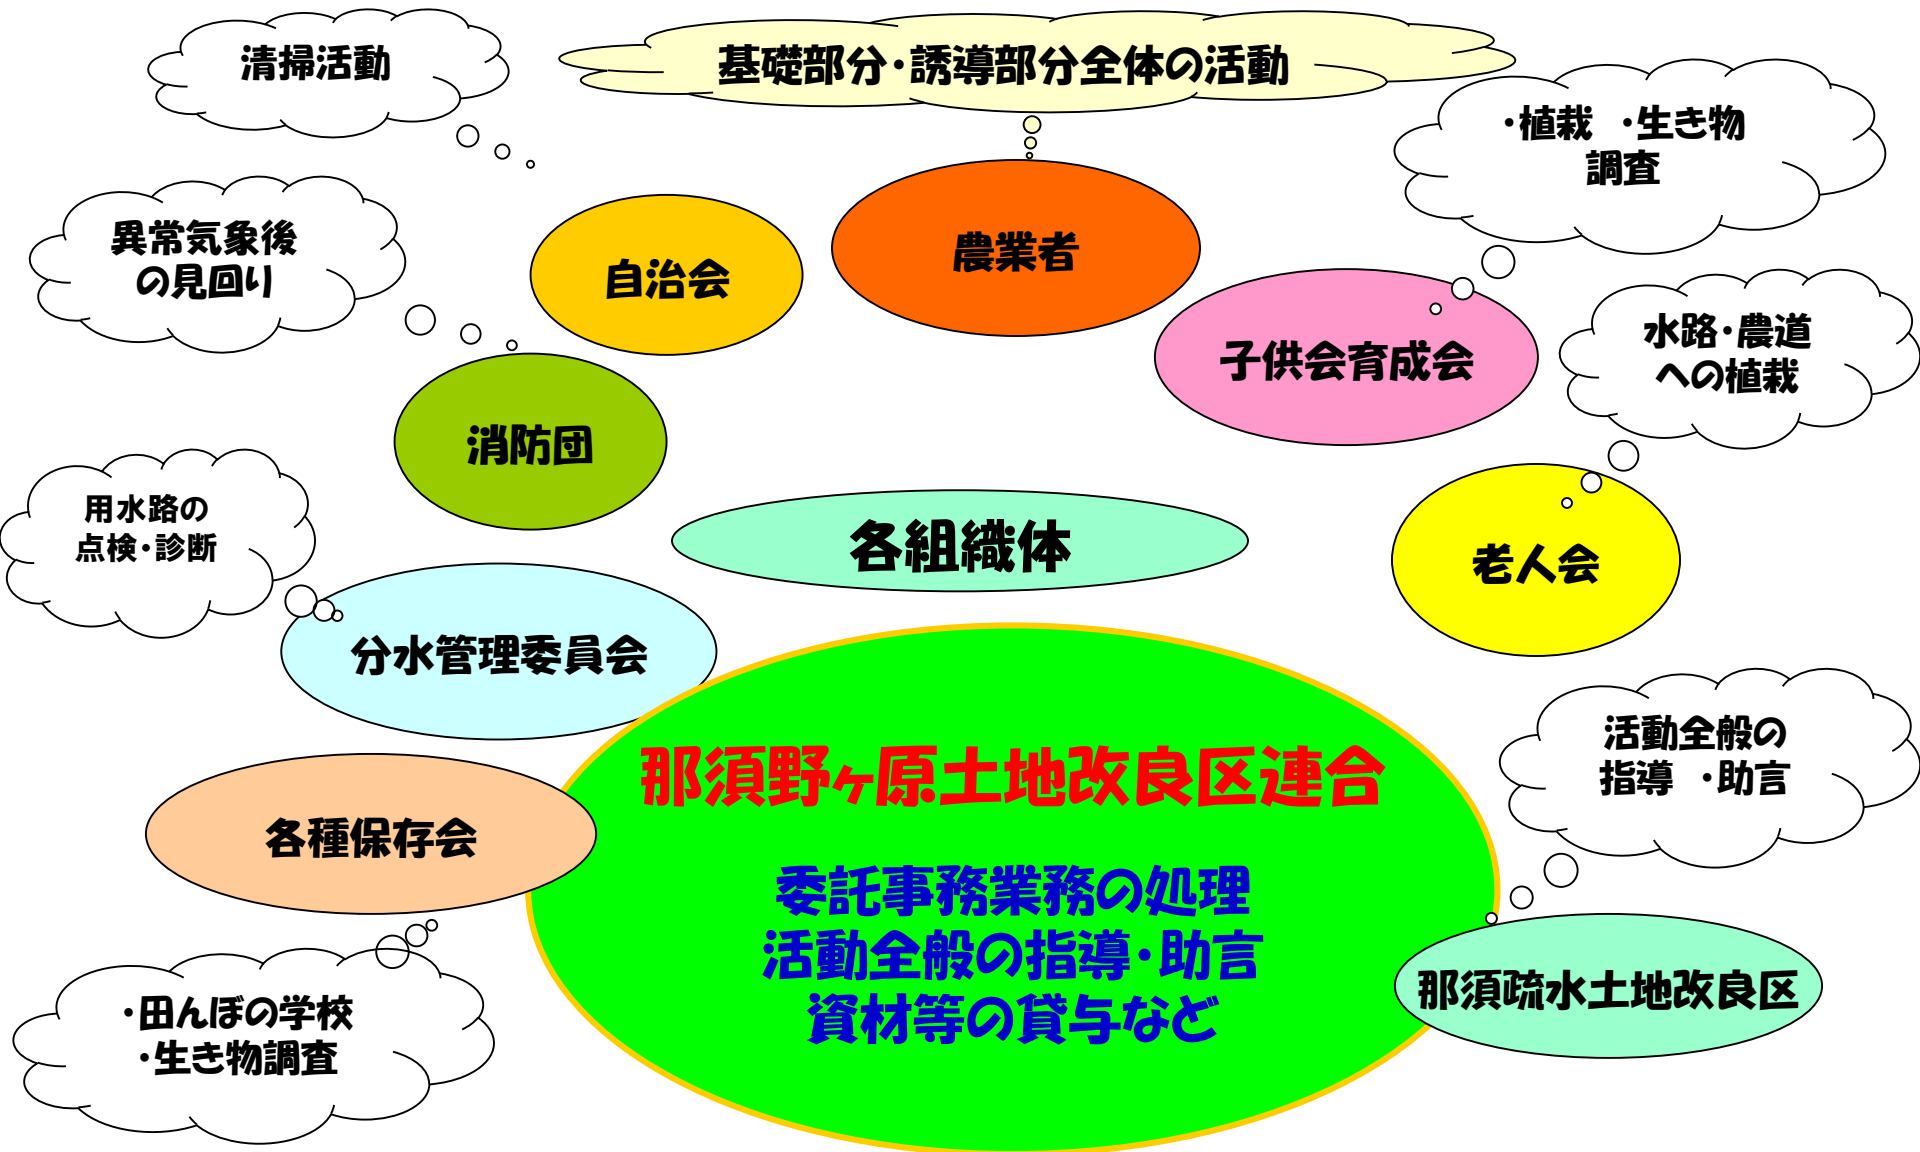 清掃活動
基礎部分・誘導部分全体の活動
・植栽　・生き物
調査
異常気象後
の見回り
自治会
農業者
子供会育成会
水路・農道
への植栽
消防団
用水路の
点検・診断
各組織体
老人会
分水管理委員会
那須野ヶ原土地改良区連合
委託事務業務の処理
活動全般の指導・助言
資材等の貸与など
活動全般の
指導　・助言
各種保存会
那須疏水土地改良区
・田んぼの学校
・生き物調査